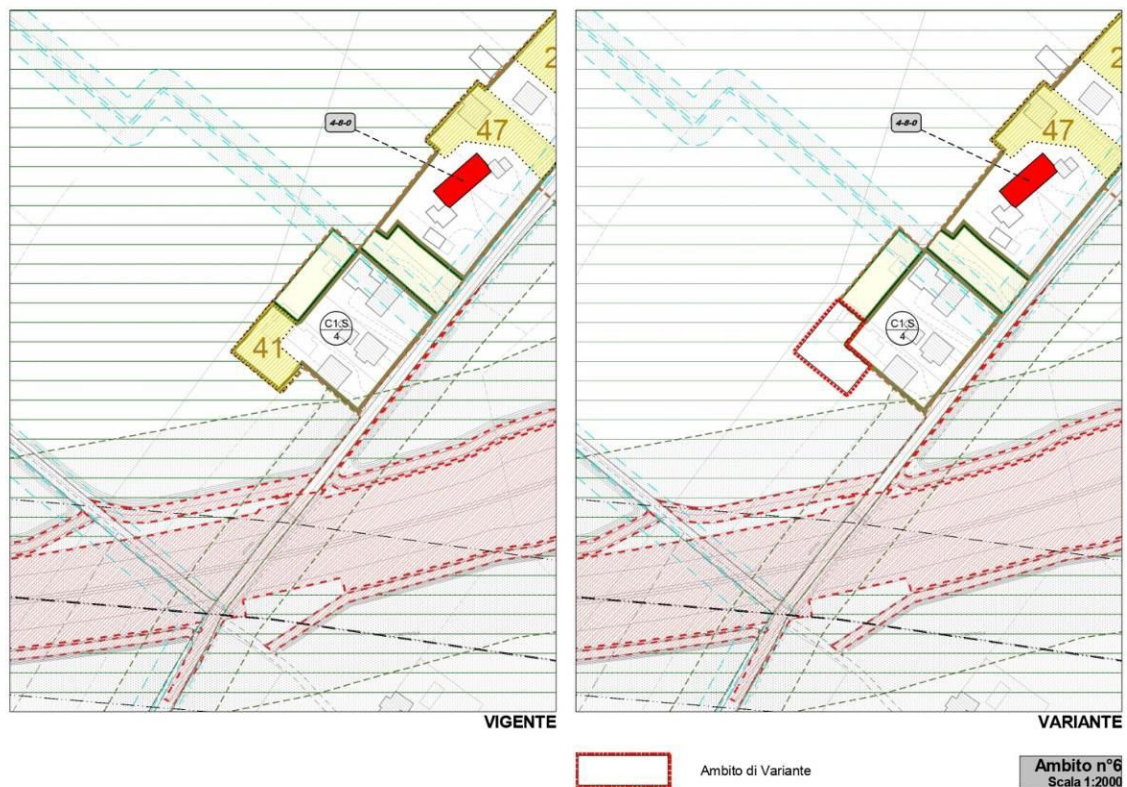 2
47
4-8-0
C1.S
4
41
VIGENTE
2
47
4-8-0
C1.S
4
VARIANTE
Ambito di Variante
Ambito n°6
Scala 1:2000